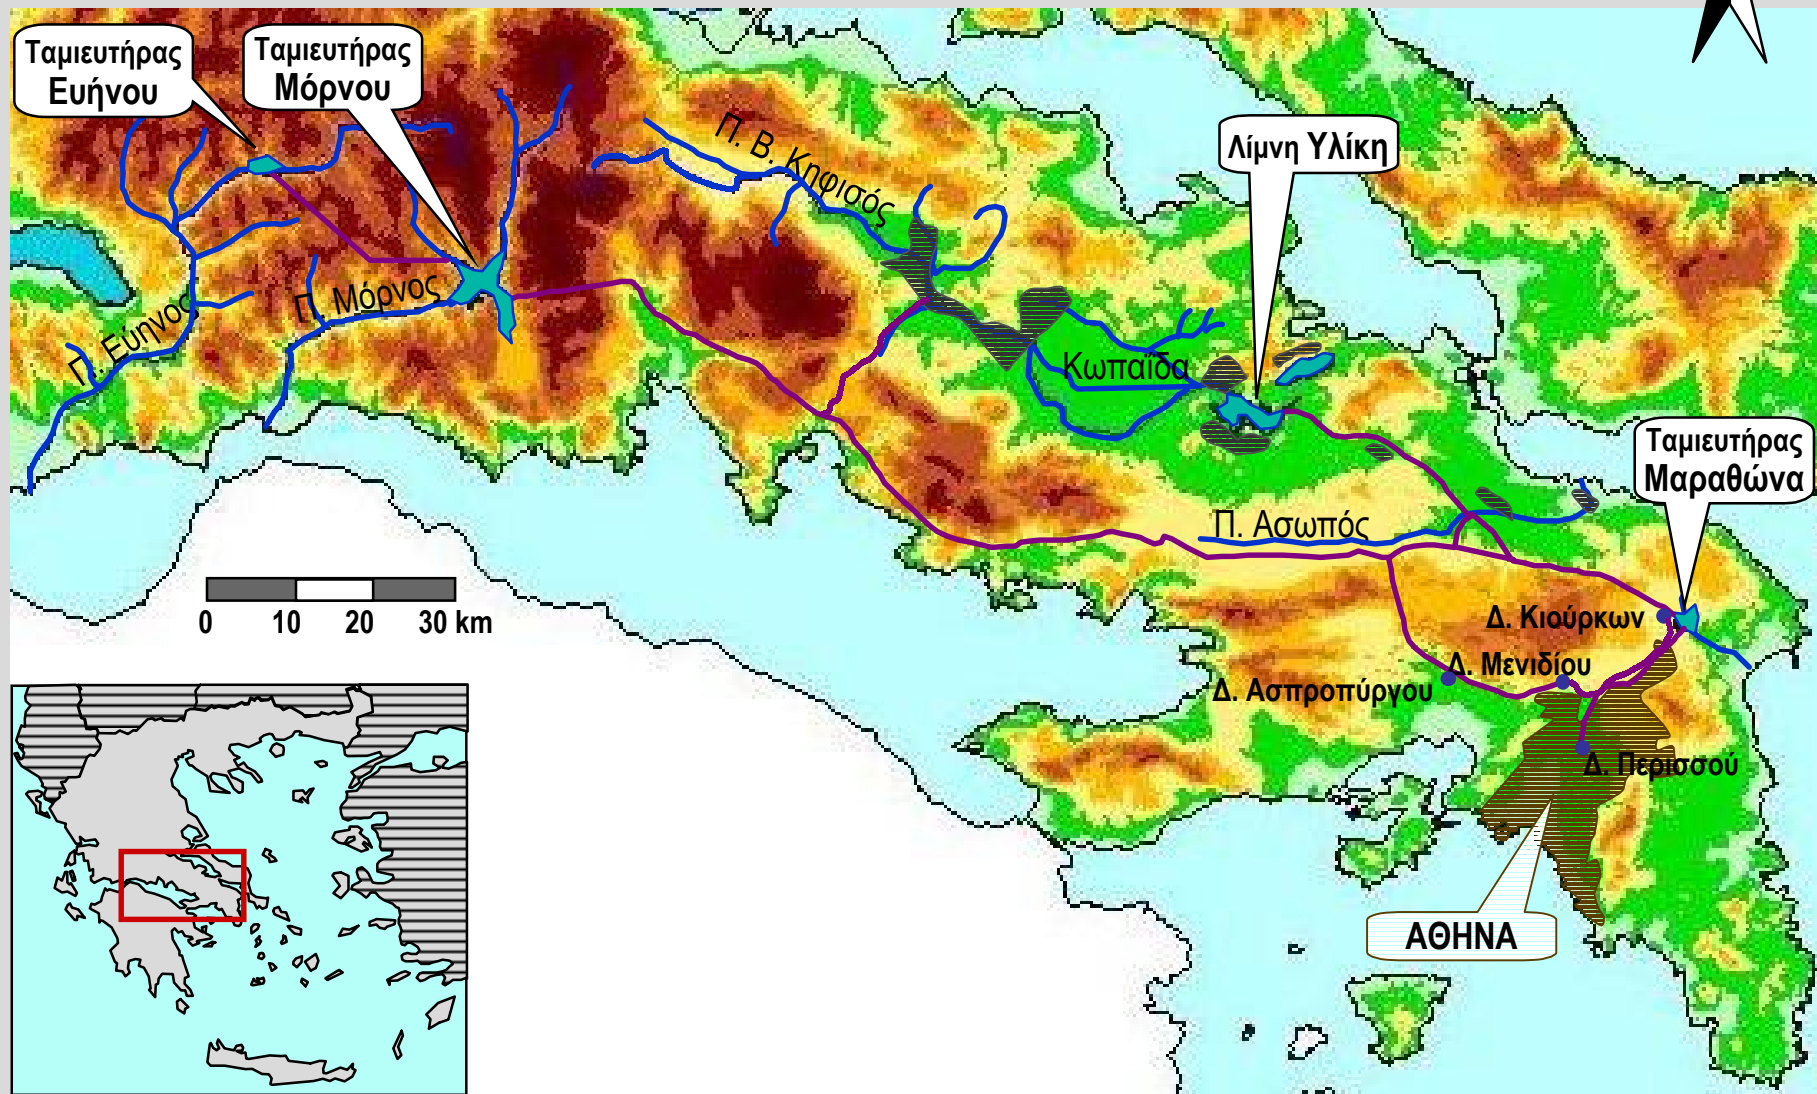 Ταμιευτήρας
Ευήνου
Ταμιευτήρας
Μόρνου
Π. Β. Κηφισός
Λίμνη Υλίκη
Π. Εύηνος
Π. Μόρνος
Κωπαΐδα
Ταμιευτήρας
Μαραθώνα
Π. Ασωπός
0 10 20 30 km
Δ. Κιούρκων
Δ. Μενιδίου
Δ. Ασπροπύργου
Δ. Περισσού
ΑΘΗΝΑ